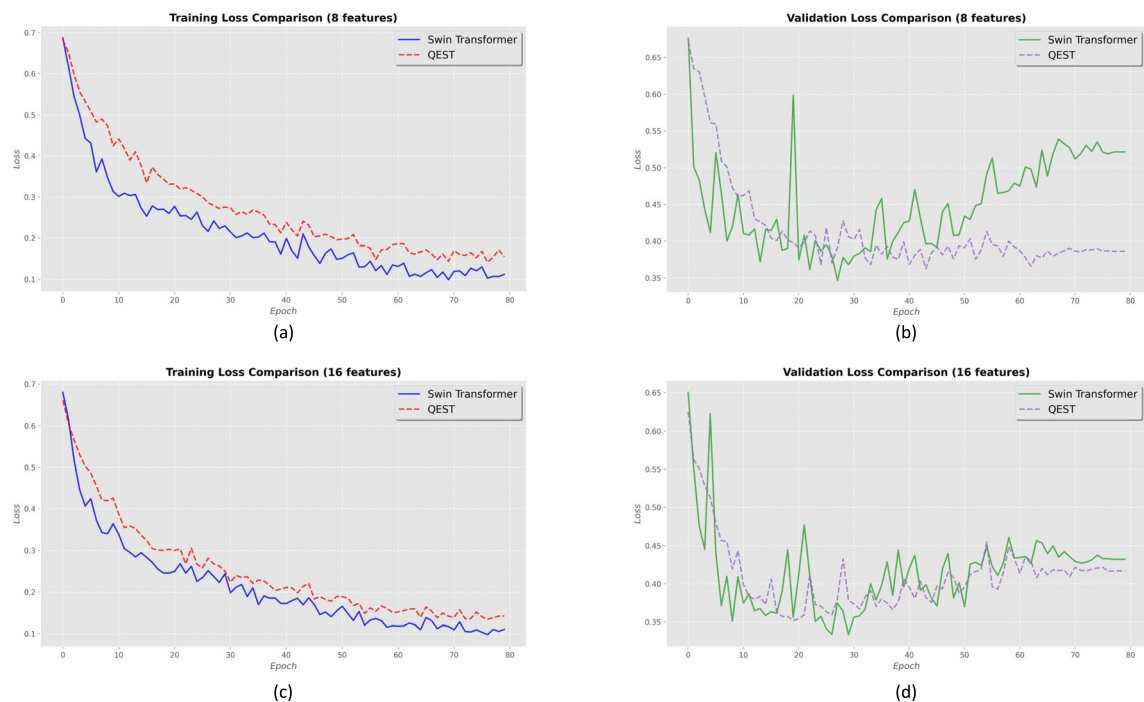 Training Loss Comparison (8 features)
0.7
0.6
0.5
0.4
0.3
0.2
0.1
Loss
0 10 20 30 40 50 60 70 80
Epoch
Swin Transformer
QEST
(a)
Validation Loss Comparison (8 features)
0.65
0.60
0.55
0.50
0.45
0.40
0.35
Loss
0 10 20 30 40 50 60 70 80
Epoch
Swin Transformer
QEST
(b)
Training Loss Comparison (16 features)
0.7
0.6
0.5
0.4
0.3
0.2
0.1
Loss
0 10 20 30 40 50 60 70 80
Epoch
Swin Transformer
QEST
(c)
Validation Loss Comparison (16 features)
0.65
0.60
0.55
0.50
0.45
0.40
0.35
Loss
0 10 20 30 40 50 60 70 80
Epoch
Swin Transformer
QEST
(d)